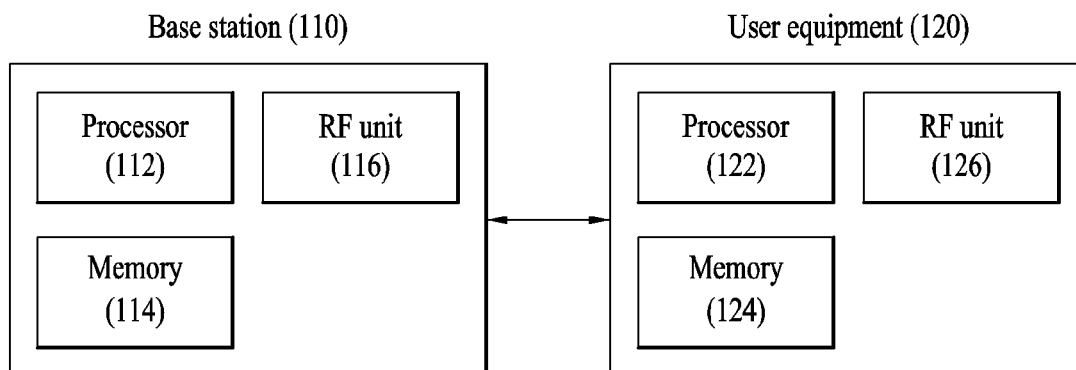 Base station (110)
User equipment (120)
Processor
(112)
RF unit
(116)
Memory
(114)
Processor
(122)
RF unit
(126)
Memory
(124)